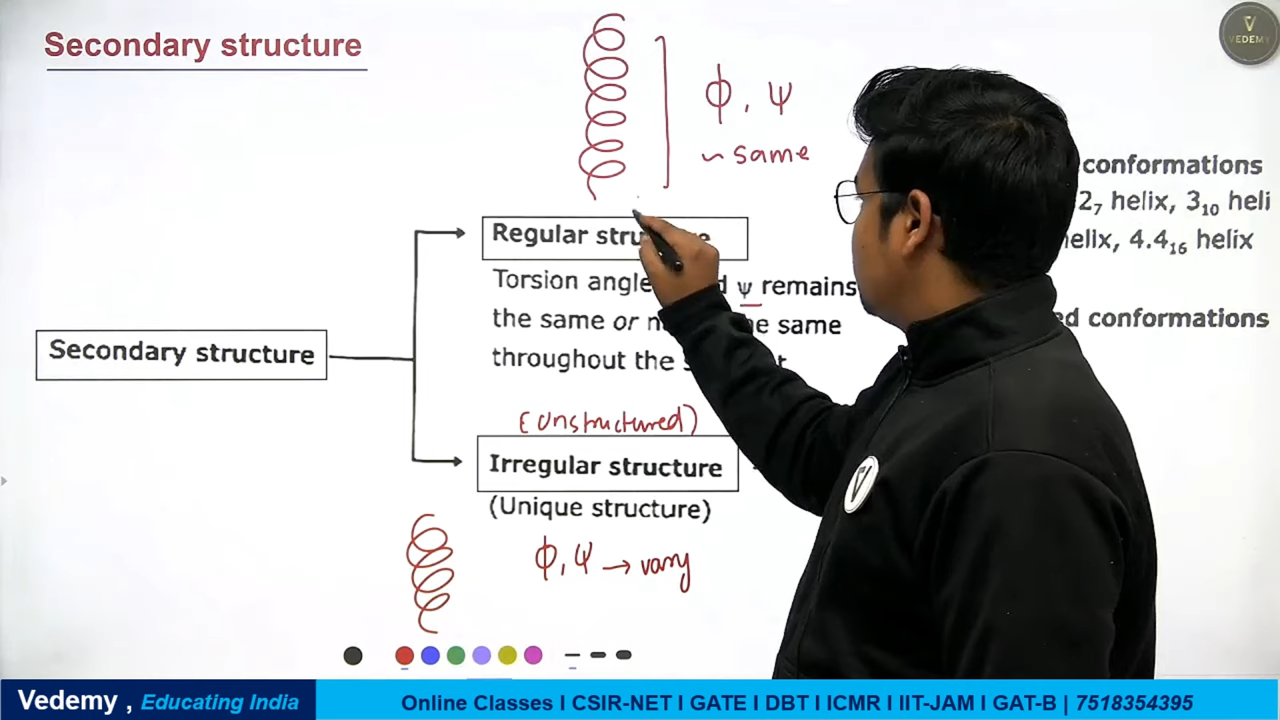 Secondary structure
VEDEMY
ϕ, ψ
~ same
conformations
2₇ helix, 3₁₀ heli
helix, 4.4₁₆ helix
Regular
Torsion angle ψ remains
the same or same
throughout the
conformations
Secondary structure
(unstructured)
Irregular structure
(Unique structure)
ϕ, ψ → vary
Vedemy , Educating India
Online Classes I CSIR-NET I GATE I DBT I ICMR I IIT-JAM I GAT-B | 7518354395